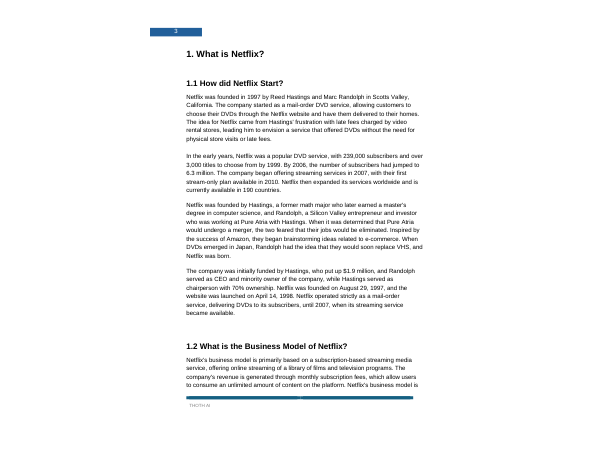 3
1. What is Netflix?
1.1 How did Netflix Start?
Netflix was founded in 1997 by Reed Hastings and Marc Randolph in Scotts Valley,
California. The company started as a mail-order DVD service, allowing customers to
choose their DVDs through the Netflix website and have them delivered to their homes.
The idea for Netflix came from Hastings' frustration with late fees charged by video
rental stores, leading him to envision a service that offered DVDs without the need for
physical store visits or late fees.
In the early years, Netflix was a popular DVD service, with 239,000 subscribers and over
3,000 titles to choose from by 1999. By 2006, the number of subscribers had jumped to
6.3 million. The company began offering streaming services in 2007, with their first
stream-only plan available in 2010. Netflix then expanded its services worldwide and is
currently available in 190 countries.
Netflix was founded by Hastings, a former math major who later earned a master's
degree in computer science, and Randolph, a Silicon Valley entrepreneur and investor
who was working at Pure Atria with Hastings. When it was determined that Pure Atria
would undergo a merger, the two feared that their jobs would be eliminated. Inspired by
the success of Amazon, they began brainstorming ideas related to e-commerce. When
DVDs emerged in Japan, Randolph had the idea that they would soon replace VHS, and
Netflix was born.
The company was initially funded by Hastings, who put up $1.9 million, and Randolph
served as CEO and minority owner of the company, while Hastings served as
chairperson with 70% ownership. Netflix was founded on August 29, 1997, and the
website was launched on April 14, 1998. Netflix operated strictly as a mail-order
service, delivering DVDs to its subscribers, until 2007, when its streaming service
became available.
1.2 What is the Business Model of Netflix?
Netflix's business model is primarily based on a subscription-based streaming media
service, offering online streaming of a library of films and television programs. The
company's revenue is generated through monthly subscription fees, which allow users
to consume an unlimited amount of content on the platform. Netflix's business model is
THOTH AI